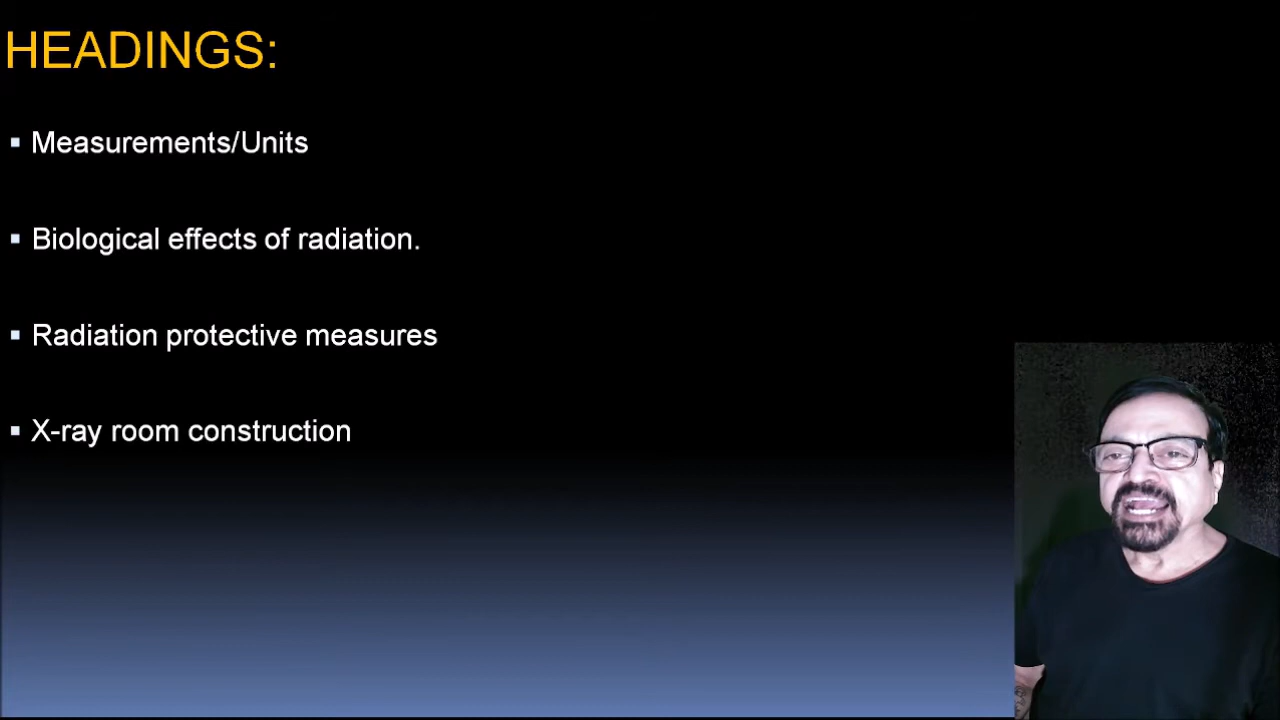 HEADINGS:
▪ Measurements/Units
▪ Biological effects of radiation.
▪ Radiation protective measures
▪ X-ray room construction